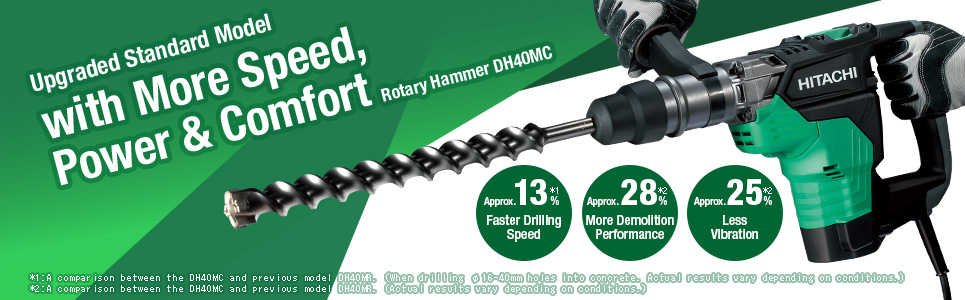 Upgraded Standard Model
with More Speed,
Power & Comfort Rotary Hammer DH40MC
HITACHI
Approx. 13%*1
Faster Drilling
Speed
Approx. 28%*2
More Demolition
Performance
Approx. 25%*2
Less
Vibration
*1:A comparison between the DH40MC and previous model DH40MR. (When drilling ø16-40mm holes into concrete. Actual results vary depending on conditions.)
*2:A comparison between the DH40MC and previous model DH40MR. (Actual results vary depending on conditions.)